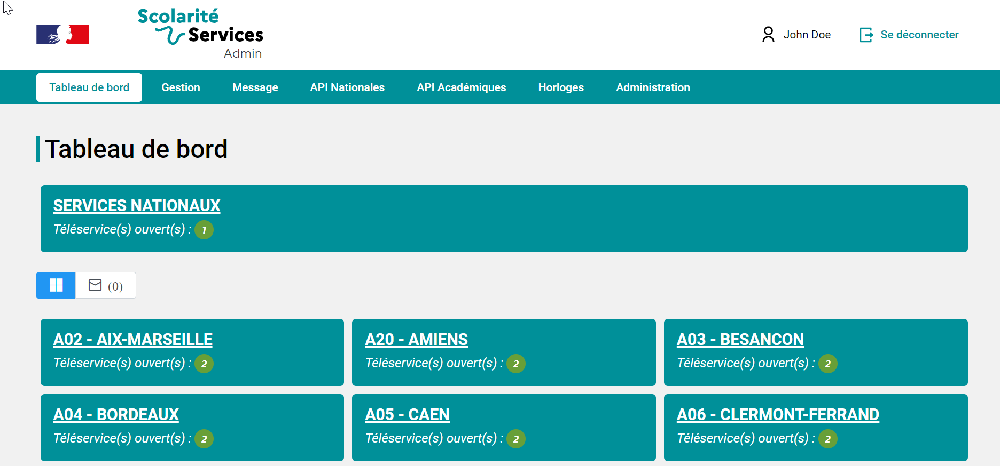 Scolarité
Services
Admin
John Doe
Se déconnecter
Tableau de bord
Gestion
Message
API Nationales
API Académiques
Horloges
Administration
Tableau de bord
SERVICES NATIONAUX
Téléservice(s) ouvert(s) : 1
(0)
A02 - AIX-MARSEILLE
Téléservice(s) ouvert(s) : 2
A20 - AMIENS
Téléservice(s) ouvert(s) : 2
A03 - BESANCON
Téléservice(s) ouvert(s) : 2
A04 - BORDEAUX
Téléservice(s) ouvert(s) : 2
A05 - CAEN
Téléservice(s) ouvert(s) : 2
A06 - CLERMONT-FERRAND
Téléservice(s) ouvert(s) : 2